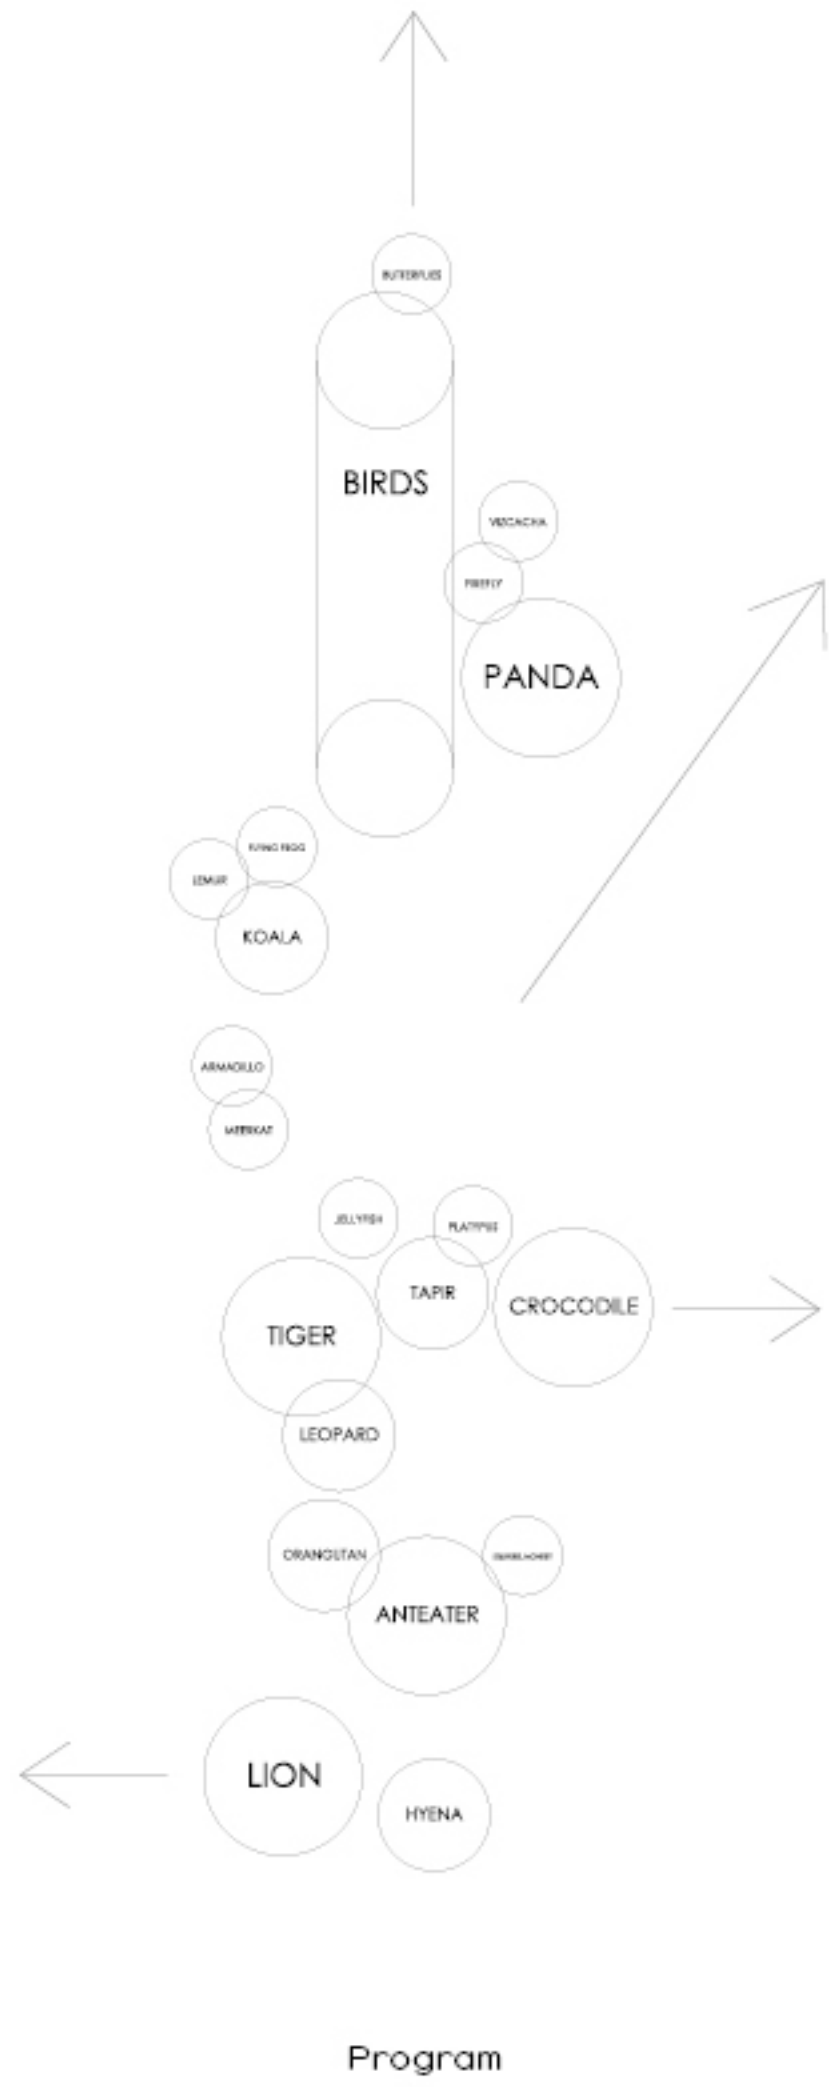 BUTTERFLIES
BIRDS
VIZCACHA
FIREFLY
PANDA
FLYING FROG
LEMUR
KOALA
ARMADILLO
MEERKAT
JELLYFISH
PLATYPUS
TAPIR
CROCODILE
TIGER
LEOPARD
ORANGUTAN
ANTEATER
LION
HYENA
Program